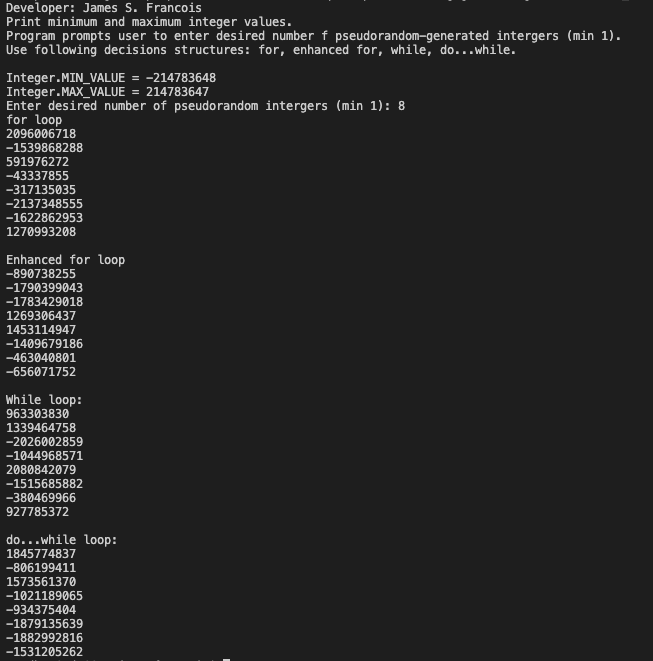 Developer: James S. Francois
Print minimum and maximum integer values.
Program prompts user to enter desired number f pseudorandom-generated intergers (min 1).
Use following decisions structures: for, enhanced for, while, do...while.
Integer.MIN_VALUE = -214783648
Integer.MAX_VALUE = 214783647
Enter desired number of pseudorandom intergers (min 1): 8
for loop
2096006718
-1539868288
591976272
-43337855
-317135035
-2137348555
-1622862953
1270993208
Enhanced for loop
-890738255
-1790399043
-1783429018
1269306437
1453114947
-1409679186
-463040801
-656071752
While loop:
963303830
1339464758
-2026002859
-1044968571
2080842079
-1515685882
-380469966
927785372
do...while loop:
1845774837
-806199411
1573561370
-1021189065
-934375404
-1879135639
-1882992816
-1531205262